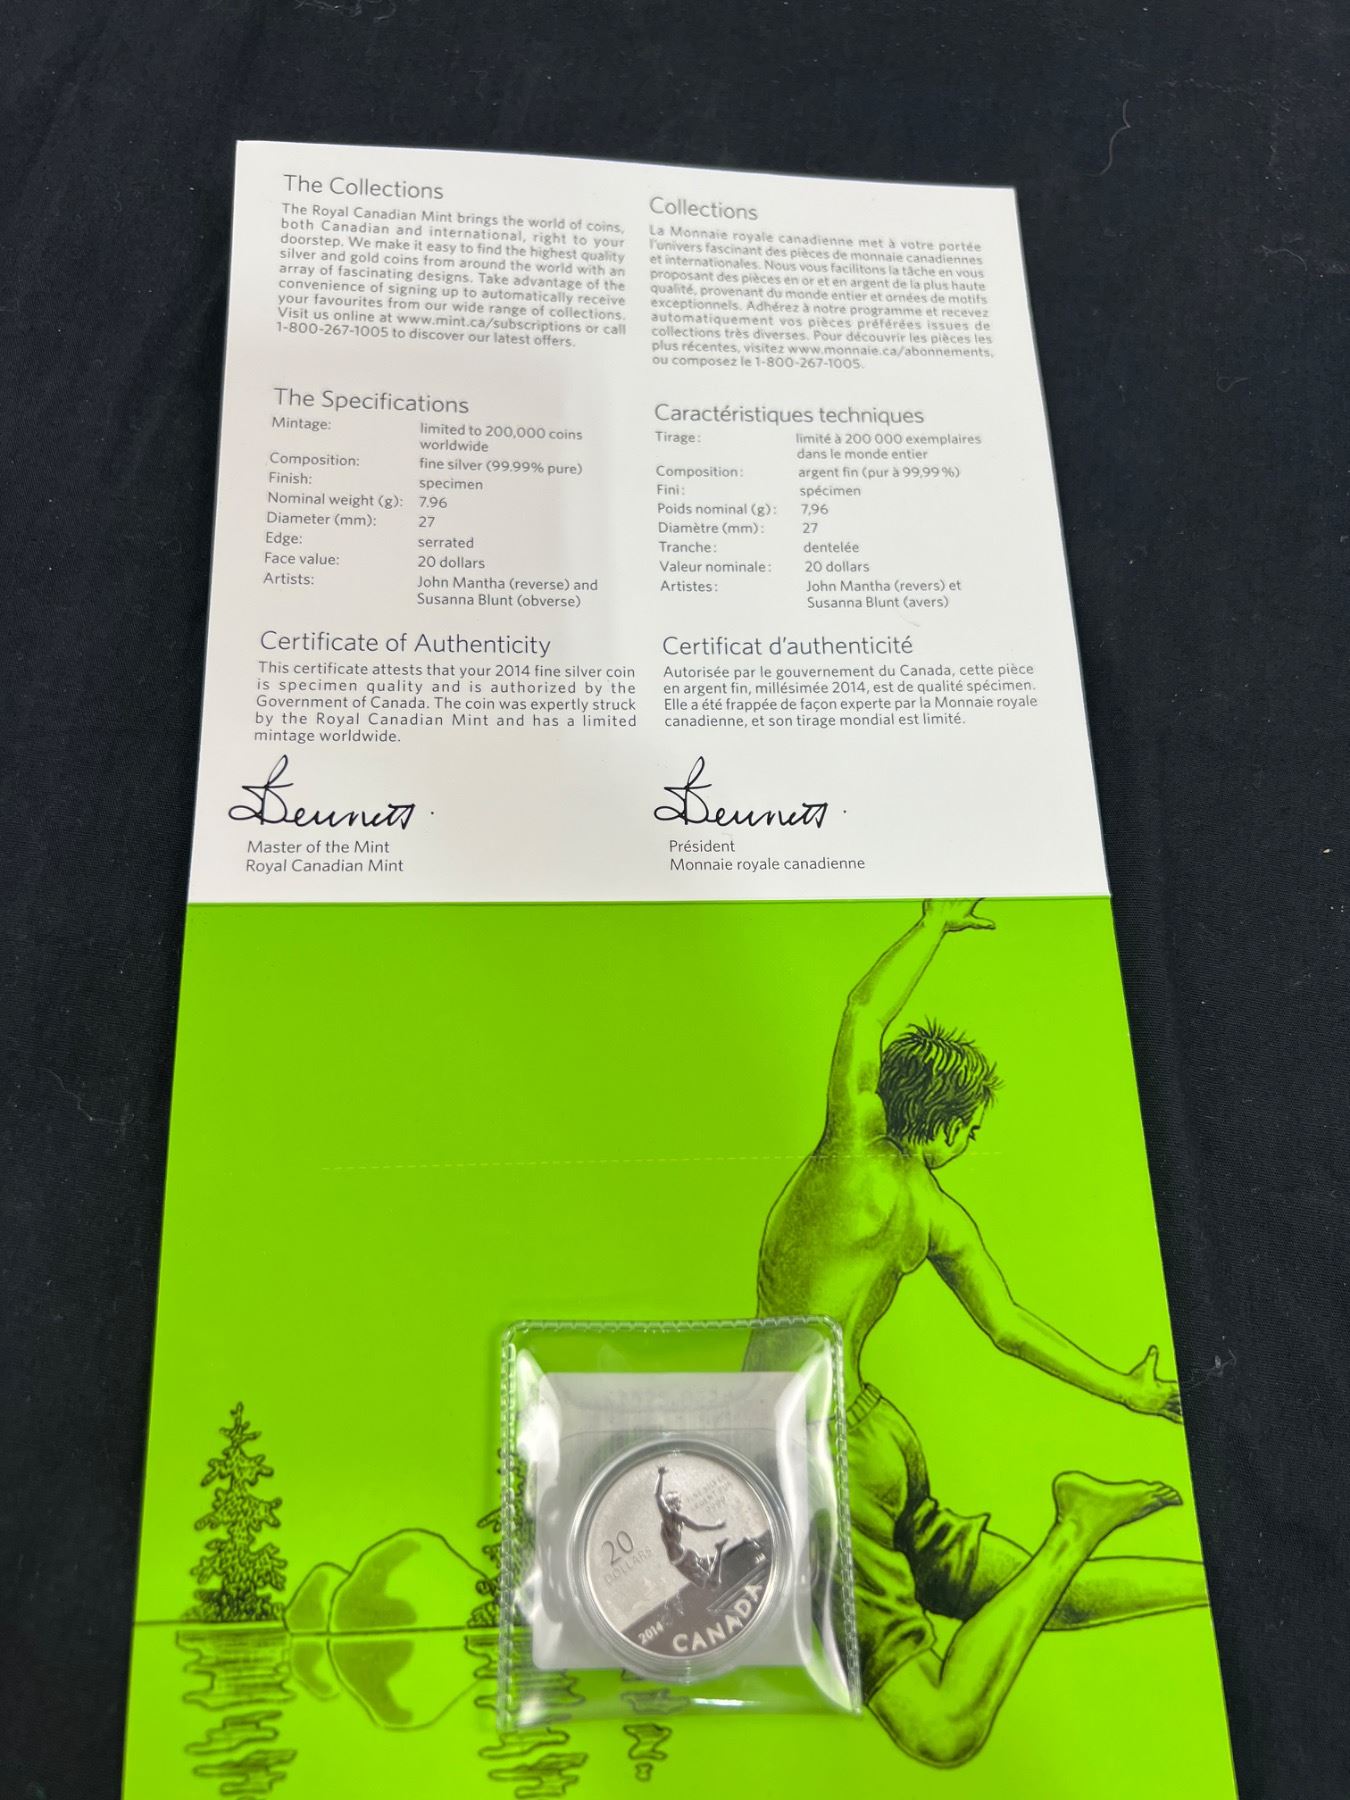 The Collections
The Royal Canadian Mint brings the world of coins,
both Canadian and international, right to your
doorstep. We make it easy to find the highest quality
silver and gold coins from around the world with an
array of fascinating designs. Take advantage of the
convenience of signing up to automatically receive
your favourites from our wide range of collections.
Visit us online at www.mint.ca/subscriptions or call
1-800-267-1005 to discover our latest offers.
Collections
La Monnaie royale canadienne met à votre portée
l'univers fascinant des pièces de monnaie canadiennes
et internationales. Nous vous facilitons la tâche en vous
proposant des pièces en or et en argent de la plus haute
qualité, provenant du monde entier et ornées de motifs
exceptionnels. Adhérez à notre programme et recevez
automatiquement vos pièces préférées issues de
collections très diverses. Pour découvrir les pièces les
plus récentes, visitez www.monnaie.ca/abonnements,
ou composez le 1-800-267-1005.
The Specifications
Mintage: limited to 200,000 coins
worldwide
Composition: fine silver (99.99% pure)
Finish: specimen
Nominal weight (g): 7.96
Diameter (mm): 27
Edge: serrated
Face value: 20 dollars
Artists: John Mantha (reverse) and
Susanna Blunt (obverse)
Caractéristiques techniques
Tirage: limité à 200 000 exemplaires
dans le monde entier
Composition: argent fin (pur à 99,99 %)
Fini: spécimen
Poids nominal (g): 7,96
Diamètre (mm): 27
Tranche: dentelée
Valeur nominale: 20 dollars
Artistes: John Mantha (revers) et
Susanna Blunt (avers)
Certificate of Authenticity
This certificate attests that your 2014 fine silver coin
is specimen quality and is authorized by the
Government of Canada. The coin was expertly struck
by the Royal Canadian Mint and has a limited
mintage worldwide.
Certificat d'authenticité
Autorisée par le gouvernement du Canada, cette pièce
en argent fin, millésimée 2014, est de qualité spécimen.
Elle a été frappée de façon experte par la Monnaie royale
canadienne, et son tirage mondial est limité.
Bennett
Master of the Mint
Royal Canadian Mint
Bennett
Président
Monnaie royale canadienne
20
DOLLARS
2014
CANADA